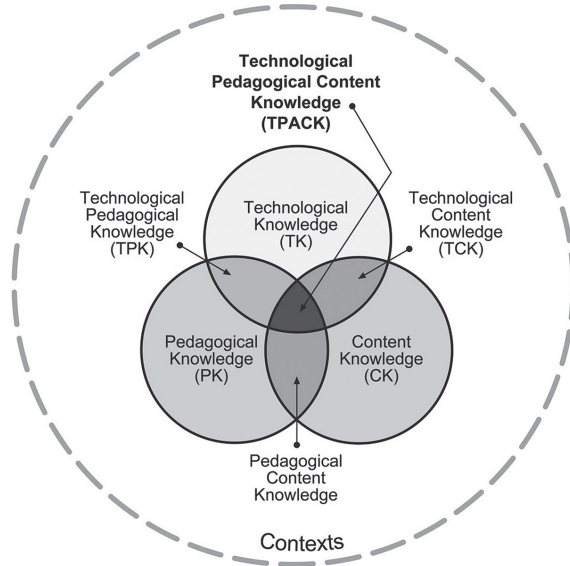 Technological
Pedagogical Content
Knowledge
(TPACK)
Technological
Pedagogical
Knowledge
(TPK)
Technological
Knowledge
(TK)
Technological
Content
Knowledge
(TCK)
Pedagogical
Knowledge
(PK)
Content
Knowledge
(CK)
Pedagogical
Content
Knowledge
Contexts